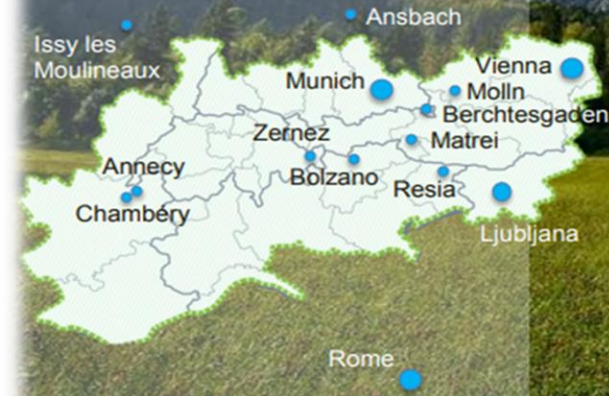 Ansbach
Issy les
Moulineaux
Vienna
Munich
Molln
Berchtesgaden
Zernez
Matrei
Annecy
Bolzano
Resia
Chambéry
Ljubljana
Rome